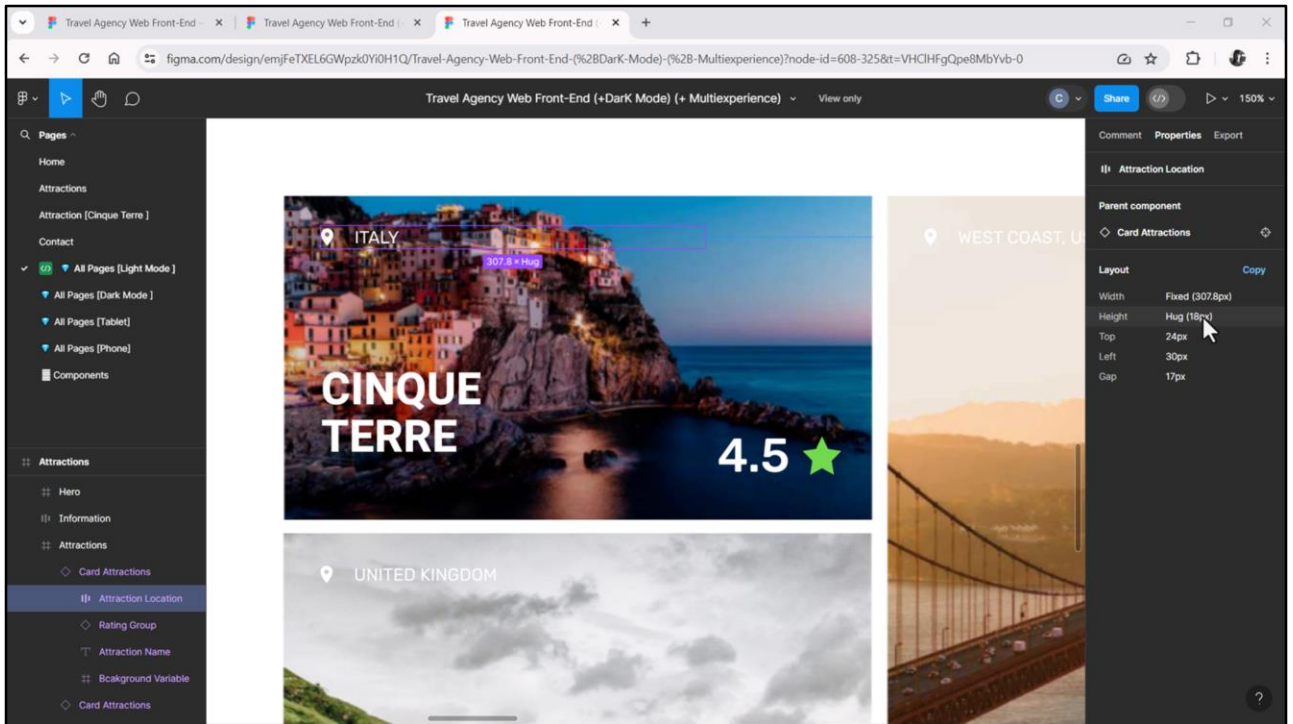 Travel Agency Web Front-End -
Travel Agency Web Front-End (
Travel Agency Web Front-End (
figma.com/design/emjFeTXEL6GWpzk0Yi0H1Q/Travel-Agency-Web-Front-End-(%2BDarK-Mode)-(%2B-Multiexperience)?node-id=608-325&t=VHClHFgQpe8MbYvb-0
Travel Agency Web Front-End (+DarK Mode) (+ Multiexperience)
View only
C
Share
150%
Pages
Home
Attractions
Attraction [Cinque Terre ]
Contact
All Pages [Light Mode ]
All Pages [Dark Mode ]
All Pages [Tablet]
All Pages [Phone]
Components
Attractions
Hero
Information
Attractions
Card Attractions
Attraction Location
Rating Group
Attraction Name
Bcakground Variable
Card Attractions
ITALY
307.8 × Hug
CINQUE
TERRE
4.5
WEST COAST, U
UNITED KINGDOM
Comment Properties Export
Attraction Location
Parent component
Card Attractions
Layout Copy
Width Fixed (307.8px)
Height Hug (18px)
Top 24px
Left 30px
Gap 17px
?